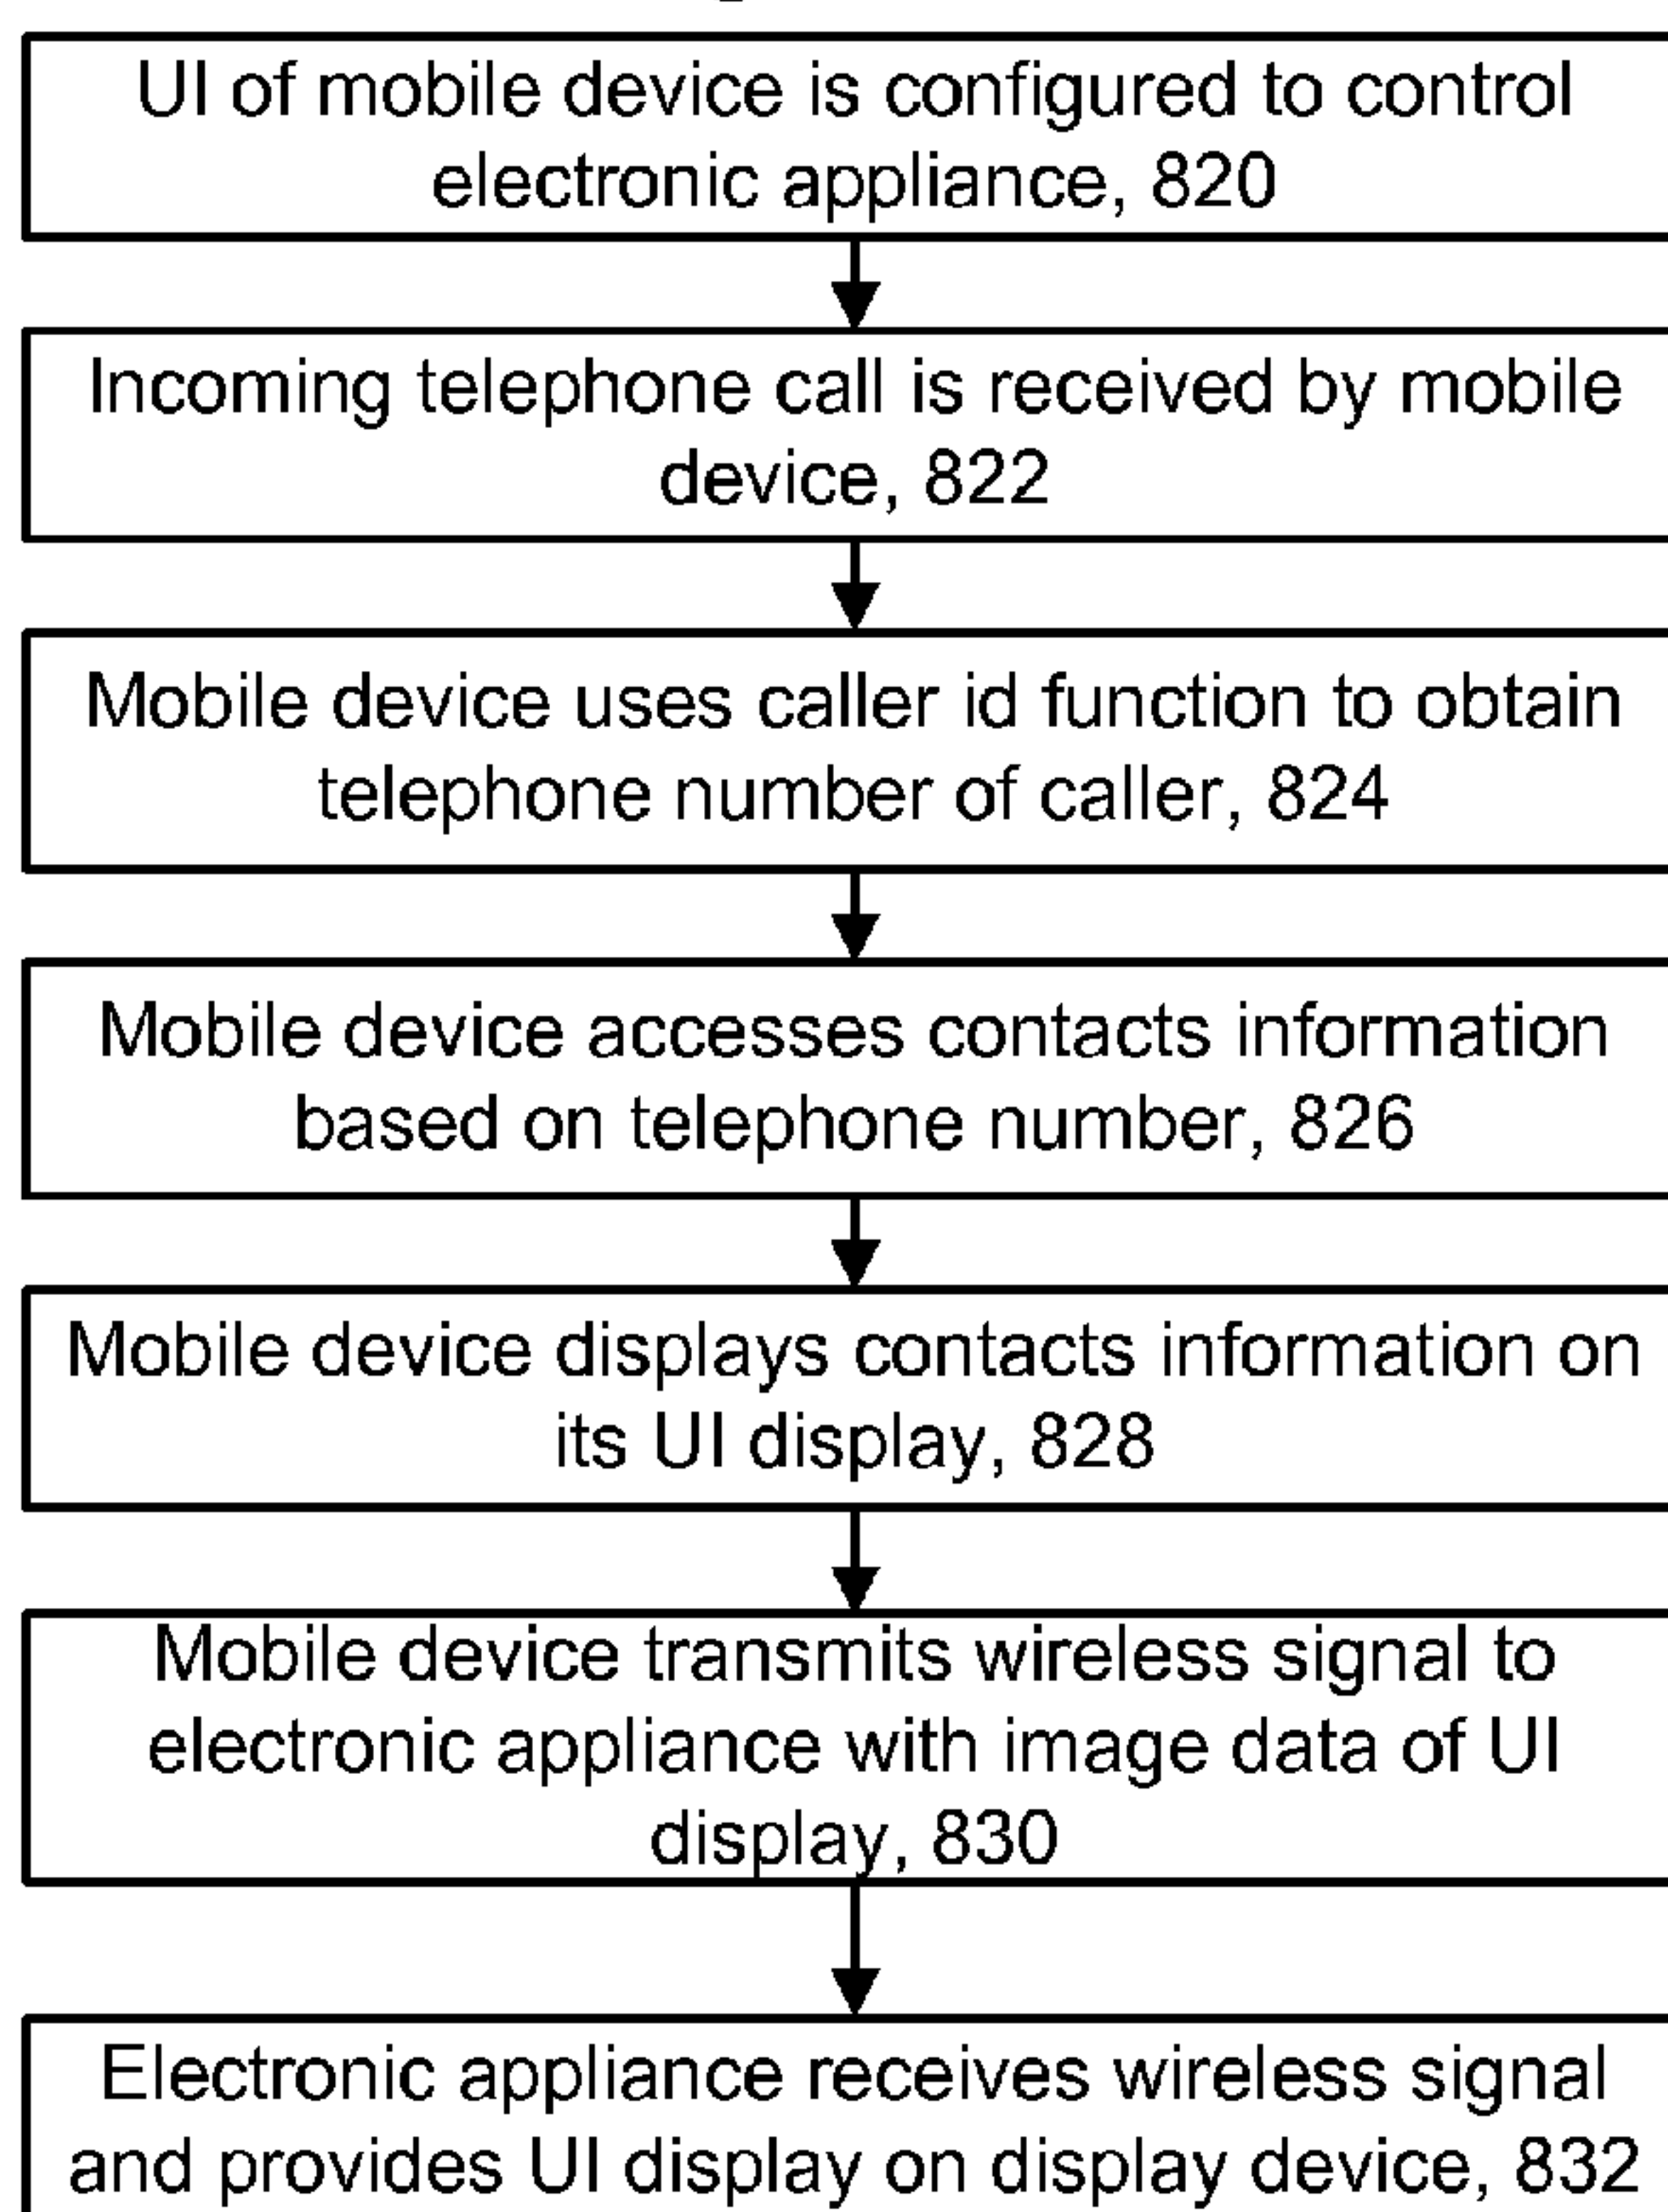 UI of mobile device is configured to control
electronic appliance, 820
Incoming telephone call is received by mobile
device, 822
Mobile device uses caller id function to obtain
telephone number of caller, 824
Mobile device accesses contacts information
based on telephone number, 826
Mobile device displays contacts information on
its UI display, 828
Mobile device transmits wireless signal to
electronic appliance with image data of UI
display, 830
Electronic appliance receives wireless signal
and provides UI display on display device, 832